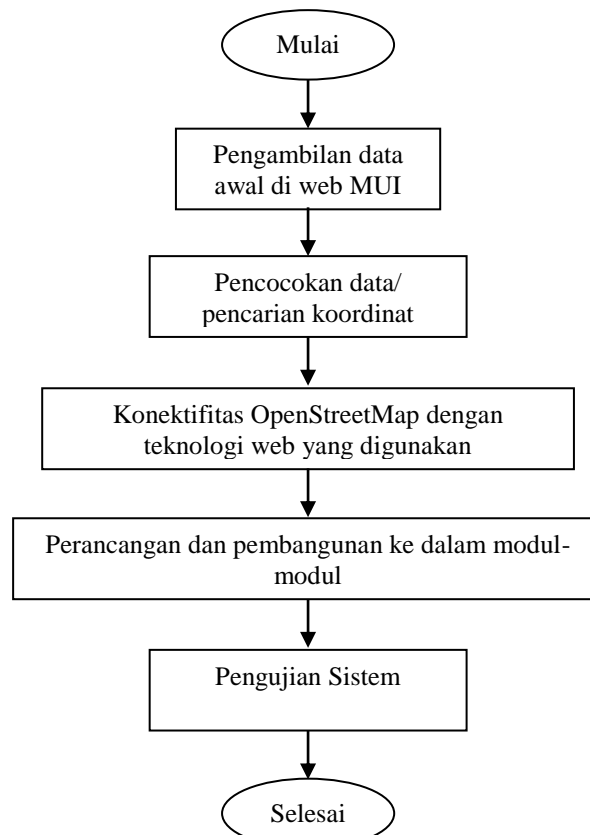 Mulai
Pengambilan data
awal di web MUI
Pencocokan data/
pencarian koordinat
Konektifitas OpenStreetMap dengan
teknologi web yang digunakan
Perancangan dan pembangunan ke dalam modul-
modul
Pengujian Sistem
Selesai